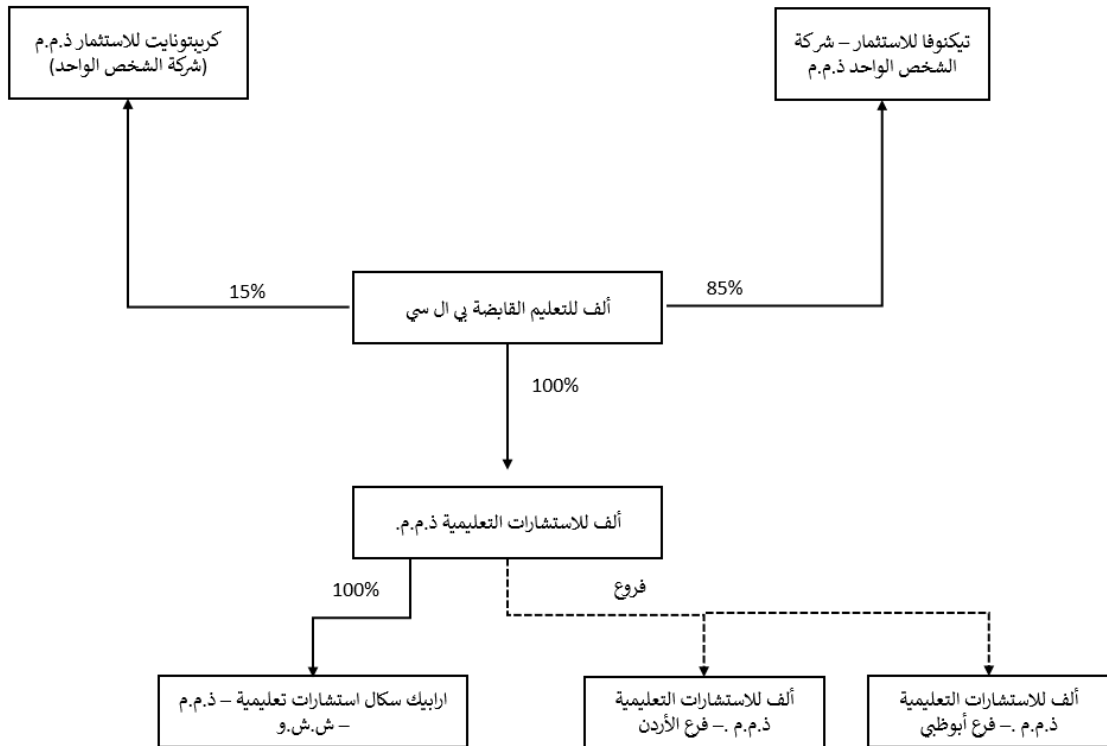 كريبتونايت للاستثمار ذ.م.م
(شركة الشخص الواحد)
تيكنوفا للاستثمار – شركة
الشخص الواحد ذ.م.م
15%
85%
ألف للتعليم القابضة بي ال سي
100%
ألف للاستشارات التعليمية ذ.م.م.
100%
فروع
ارابيك سكال استشارات تعليمية – ذ.م.م
– ش.ش.و
ألف للاستشارات التعليمية
ذ.م.م .– فرع الأردن
ألف للاستشارات التعليمية
ذ.م.م .– فرع أبوظبي